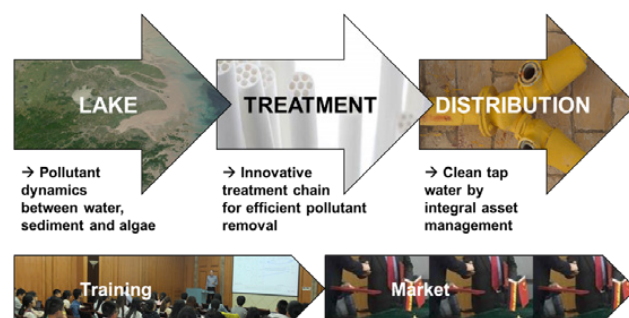 LAKE
TREATMENT
DISTRIBUTION
→ Pollutant
dynamics
between water,
sediment and algae
→ Innovative
treatment chain
for efficient pollutant
removal
→ Clean tap
water by
integral asset
management
Training
Market